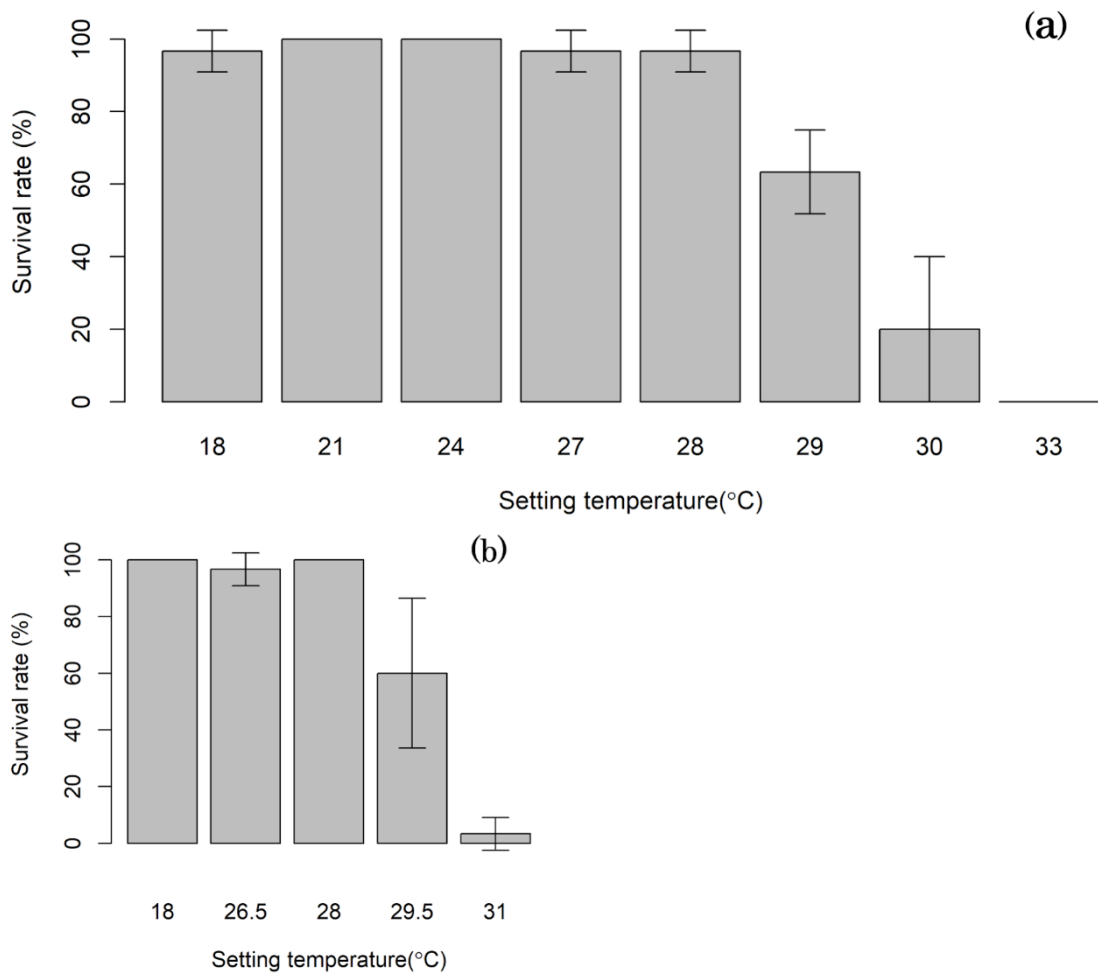 (a)
Survival rate (%)
100
80
60
40
20
0
18 21 24 27 28 29 30 33
Setting temperature(°C)
(b)
Survival rate (%)
100
80
60
40
20
0
18 26.5 28 29.5 31
Setting temperature(°C)